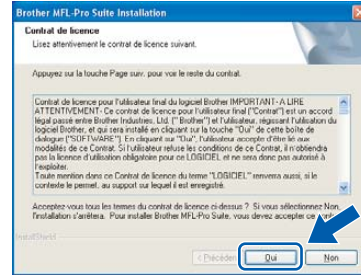 Brother MFL-Pro Suite Installation
Contrat de licence
Lisez attentivement le contrat de licence suivant.
Appuyez sur la touche Page suiv. pour voir le reste du contrat.
Contrat de licence pour l'utilisateur final du logiciel Brother IMPORTANT- A LIRE
ATTENTIVEMENT- Ce contrat de licence pour l'utilisateur final ("Contrat") est un accord
légal passé entre Brother Industries, Ltd. (" Brother") et l'utilisateur, régissant l'utilisation du
logiciel Brother, et qui sera installé en cliquant sur la touche "Oui" de cette boîte de
dialogue ("SOFTWARE"). En cliquant sur "Oui", l'utilisateur accepte d'être lié aux
modalités de ce Contrat. Si l'utilisateur refuse les conditions de ce Contrat, il n'obtiendra
pas la licence d'utilisation obligatoire pour ce LOGICIEL et ne sera donc pas autorisé à
l'exploiter.
Toute mention dans ce Contrat de licence du terme "LOGICIEL" renverra aussi, si le
contexte le permet, au support sur lequel il est enregistré.
Acceptez-vous tous les termes du contrat de licence ci-dessus ? Si vous sélectionnez Non,
l'installation s'arrêtera. Pour installer Brother MFL-Pro Suite, vous devez accepter ce
InstallShield
< Précéden
Oui
Non